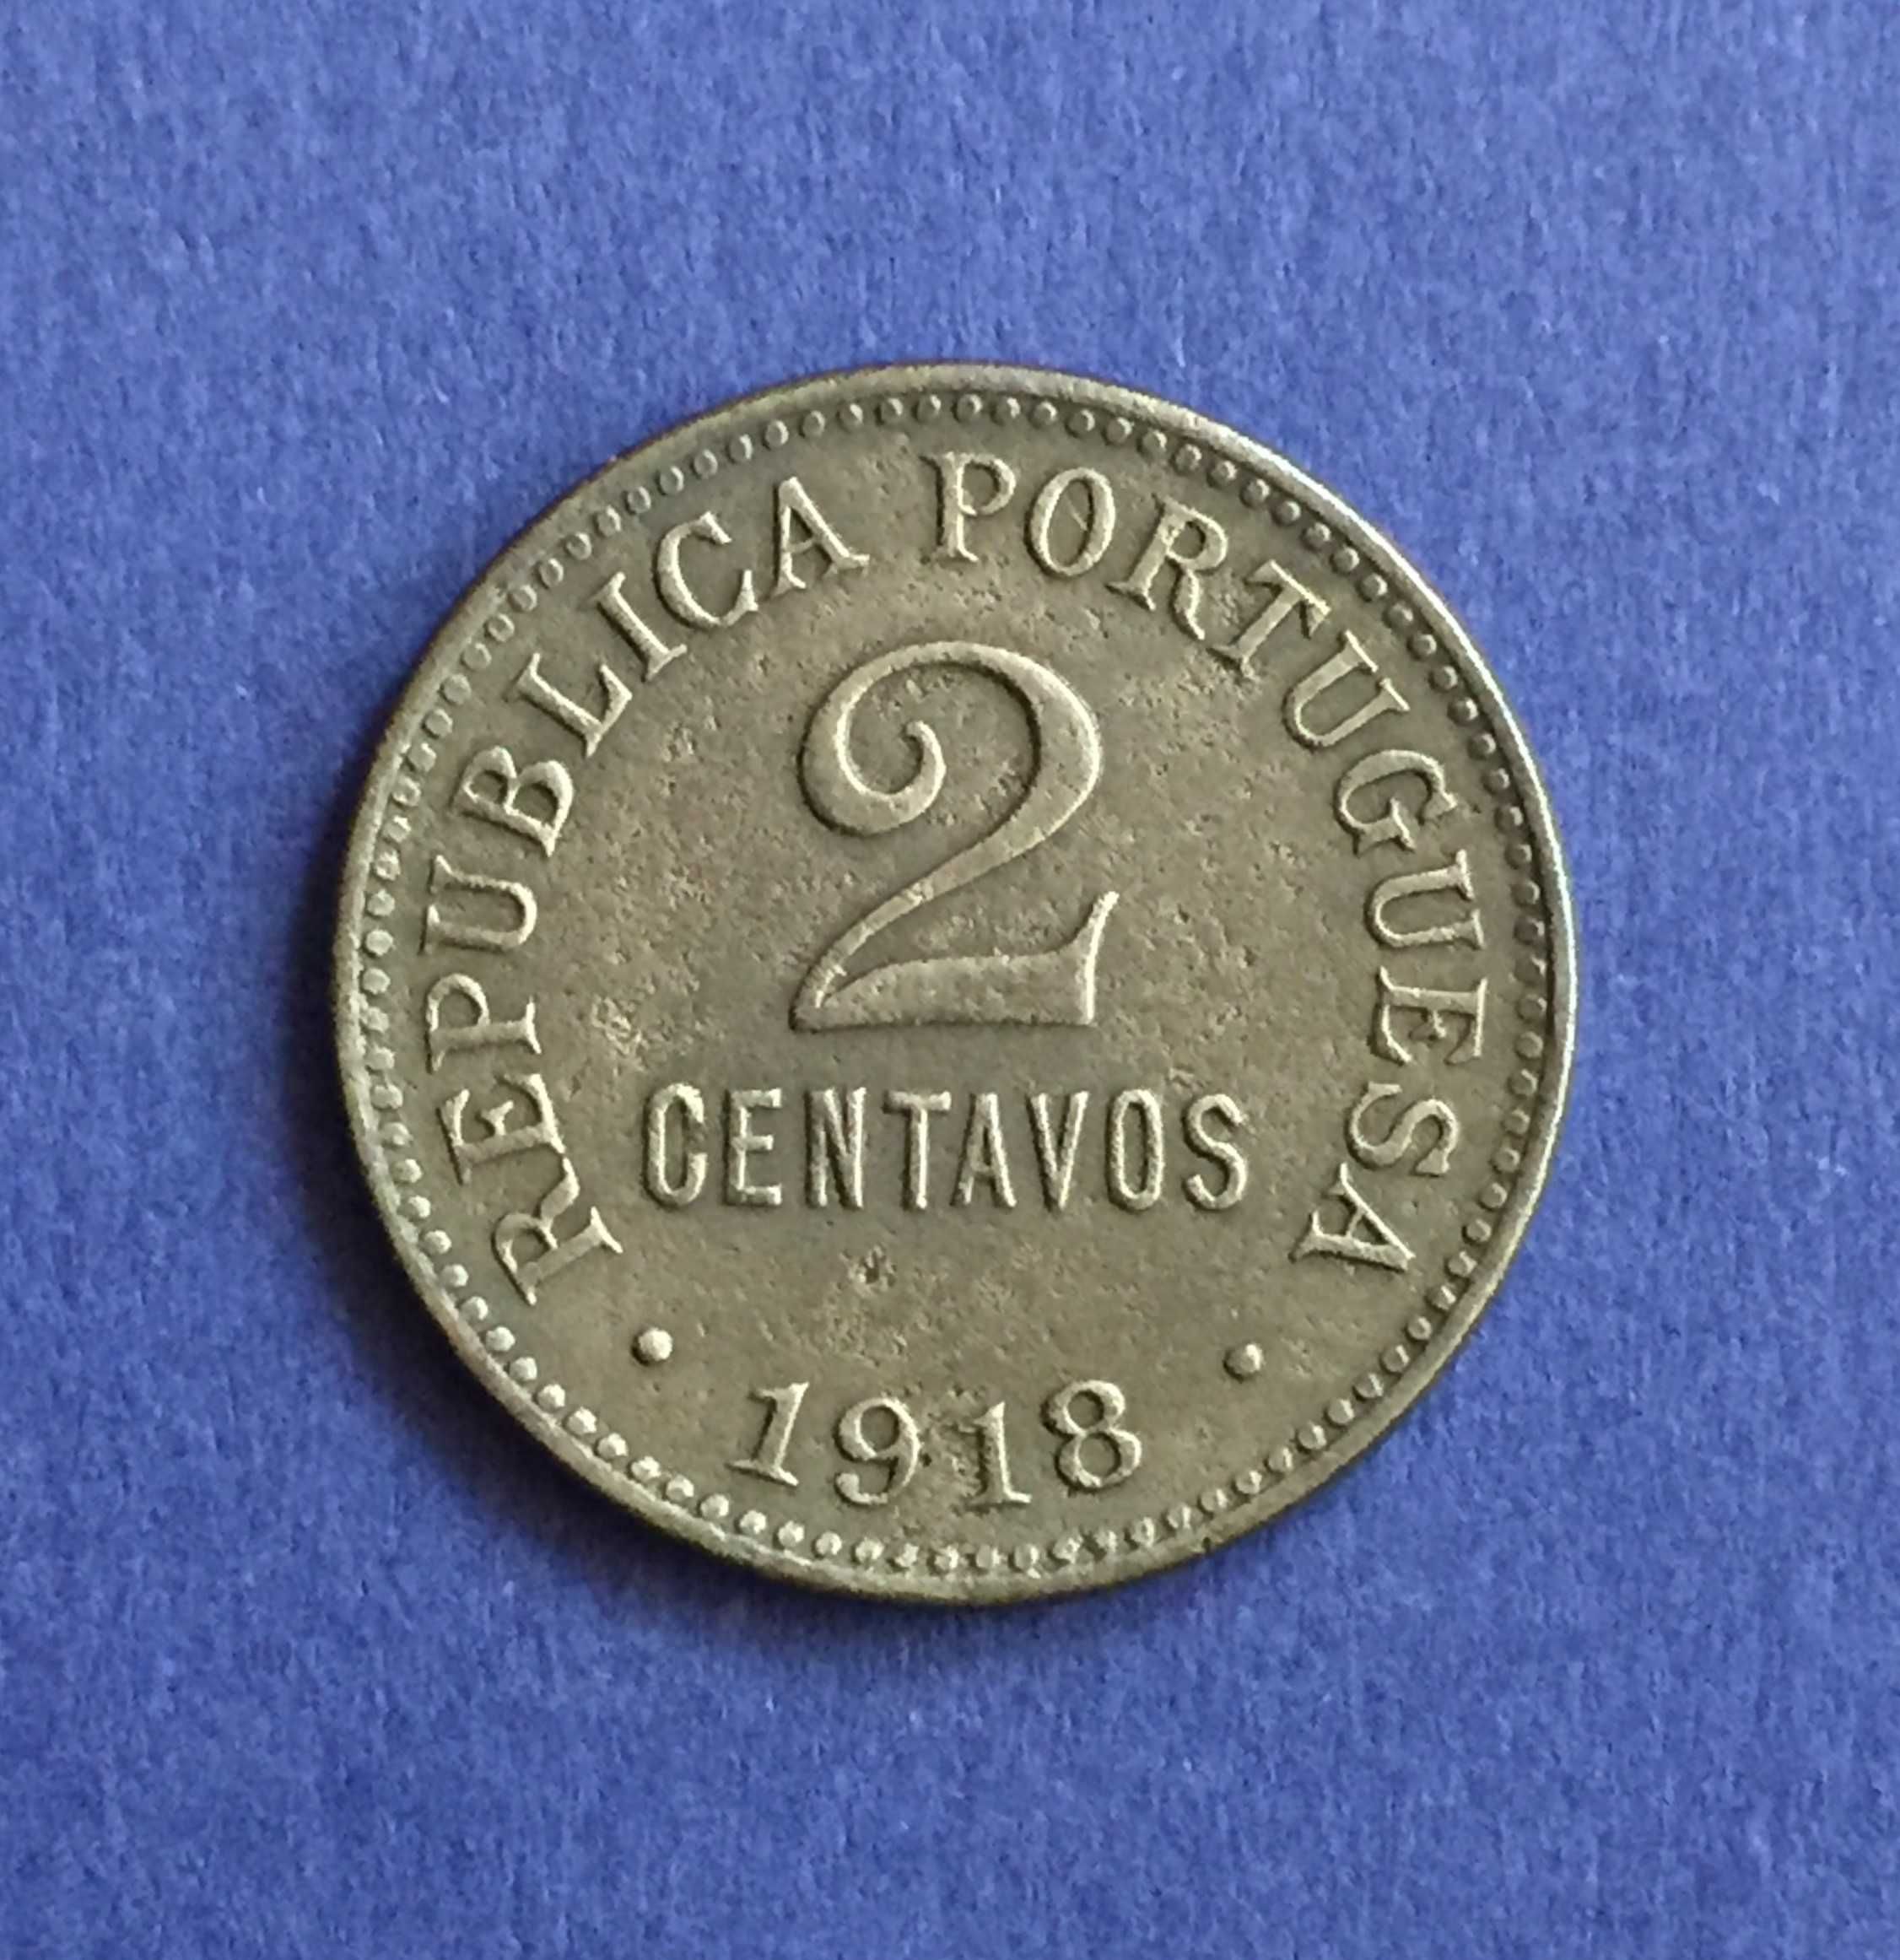 REPUBLICA PORTUGUESA
2
CENTAVOS
• 1918 •